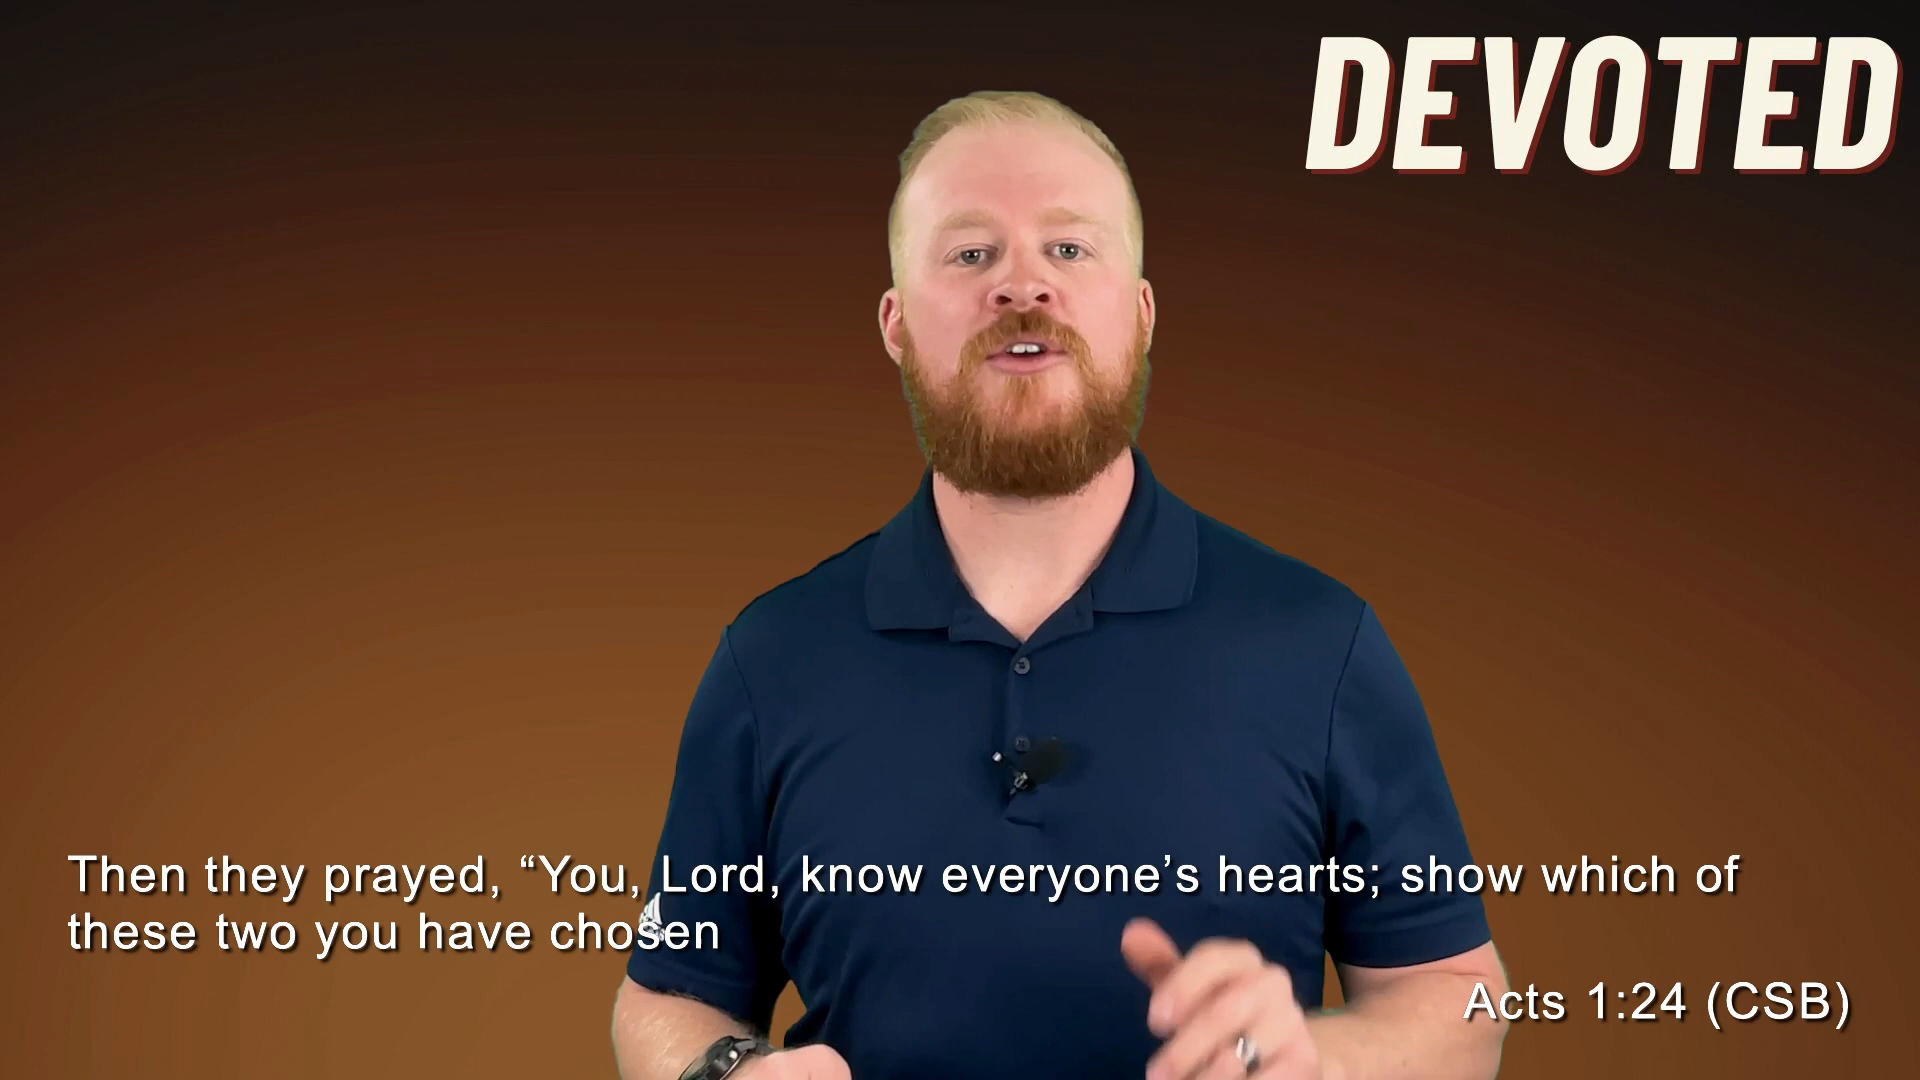 DEVOTED
Then they prayed, “You, Lord, know everyone’s hearts; show which of
these two you have chosen
Acts 1:24 (CSB)